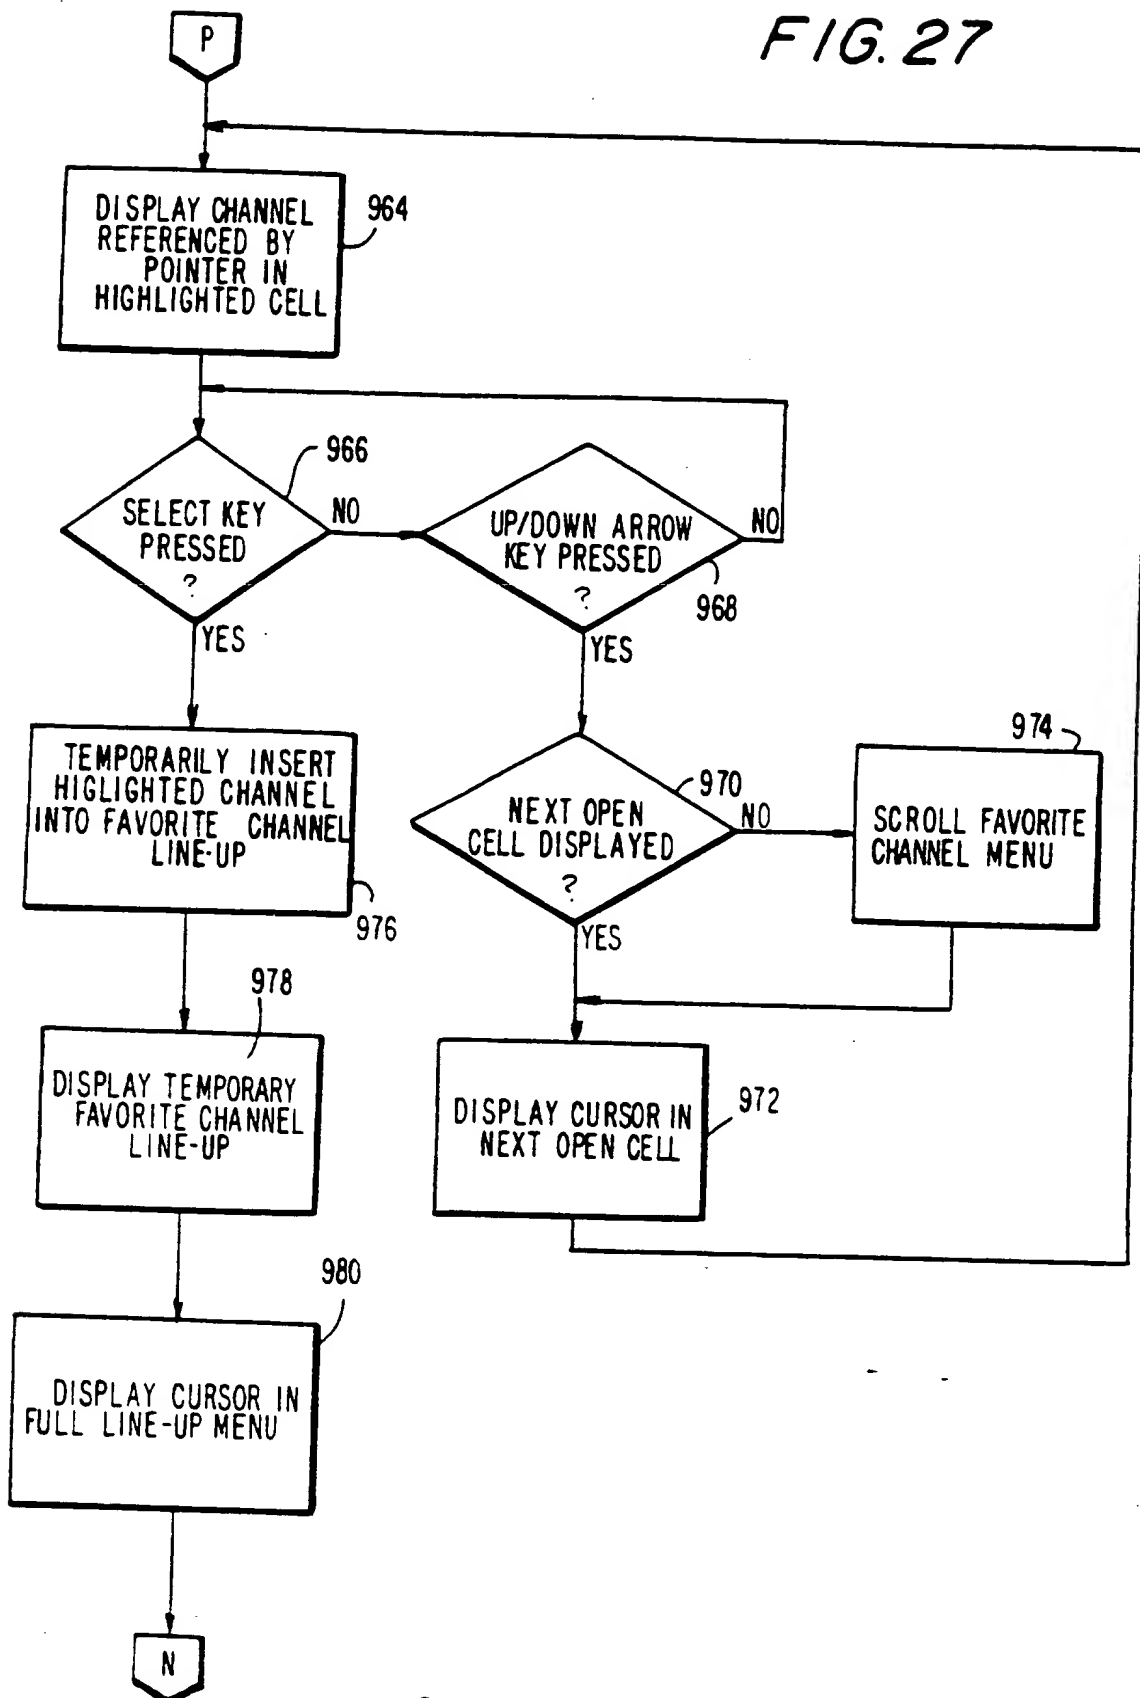 FIG. 27
P
DISPLAY CHANNEL
REFERENCED BY
POINTER IN
HIGHLIGHTED CELL
964
SELECT KEY
PRESSED
?
966
NO
YES
UP/DOWN ARROW
KEY PRESSED
?
968
NO
YES
TEMPORARILY INSERT
HIGLIGHTED CHANNEL
INTO FAVORITE CHANNEL
LINE-UP
976
NEXT OPEN
CELL DISPLAYED
?
970
NO
YES
974
SCROLL FAVORITE
CHANNEL MENU
978
DISPLAY TEMPORARY
FAVORITE CHANNEL
LINE-UP
DISPLAY CURSOR IN
NEXT OPEN CELL
972
980
DISPLAY CURSOR IN
FULL LINE-UP MENU
N